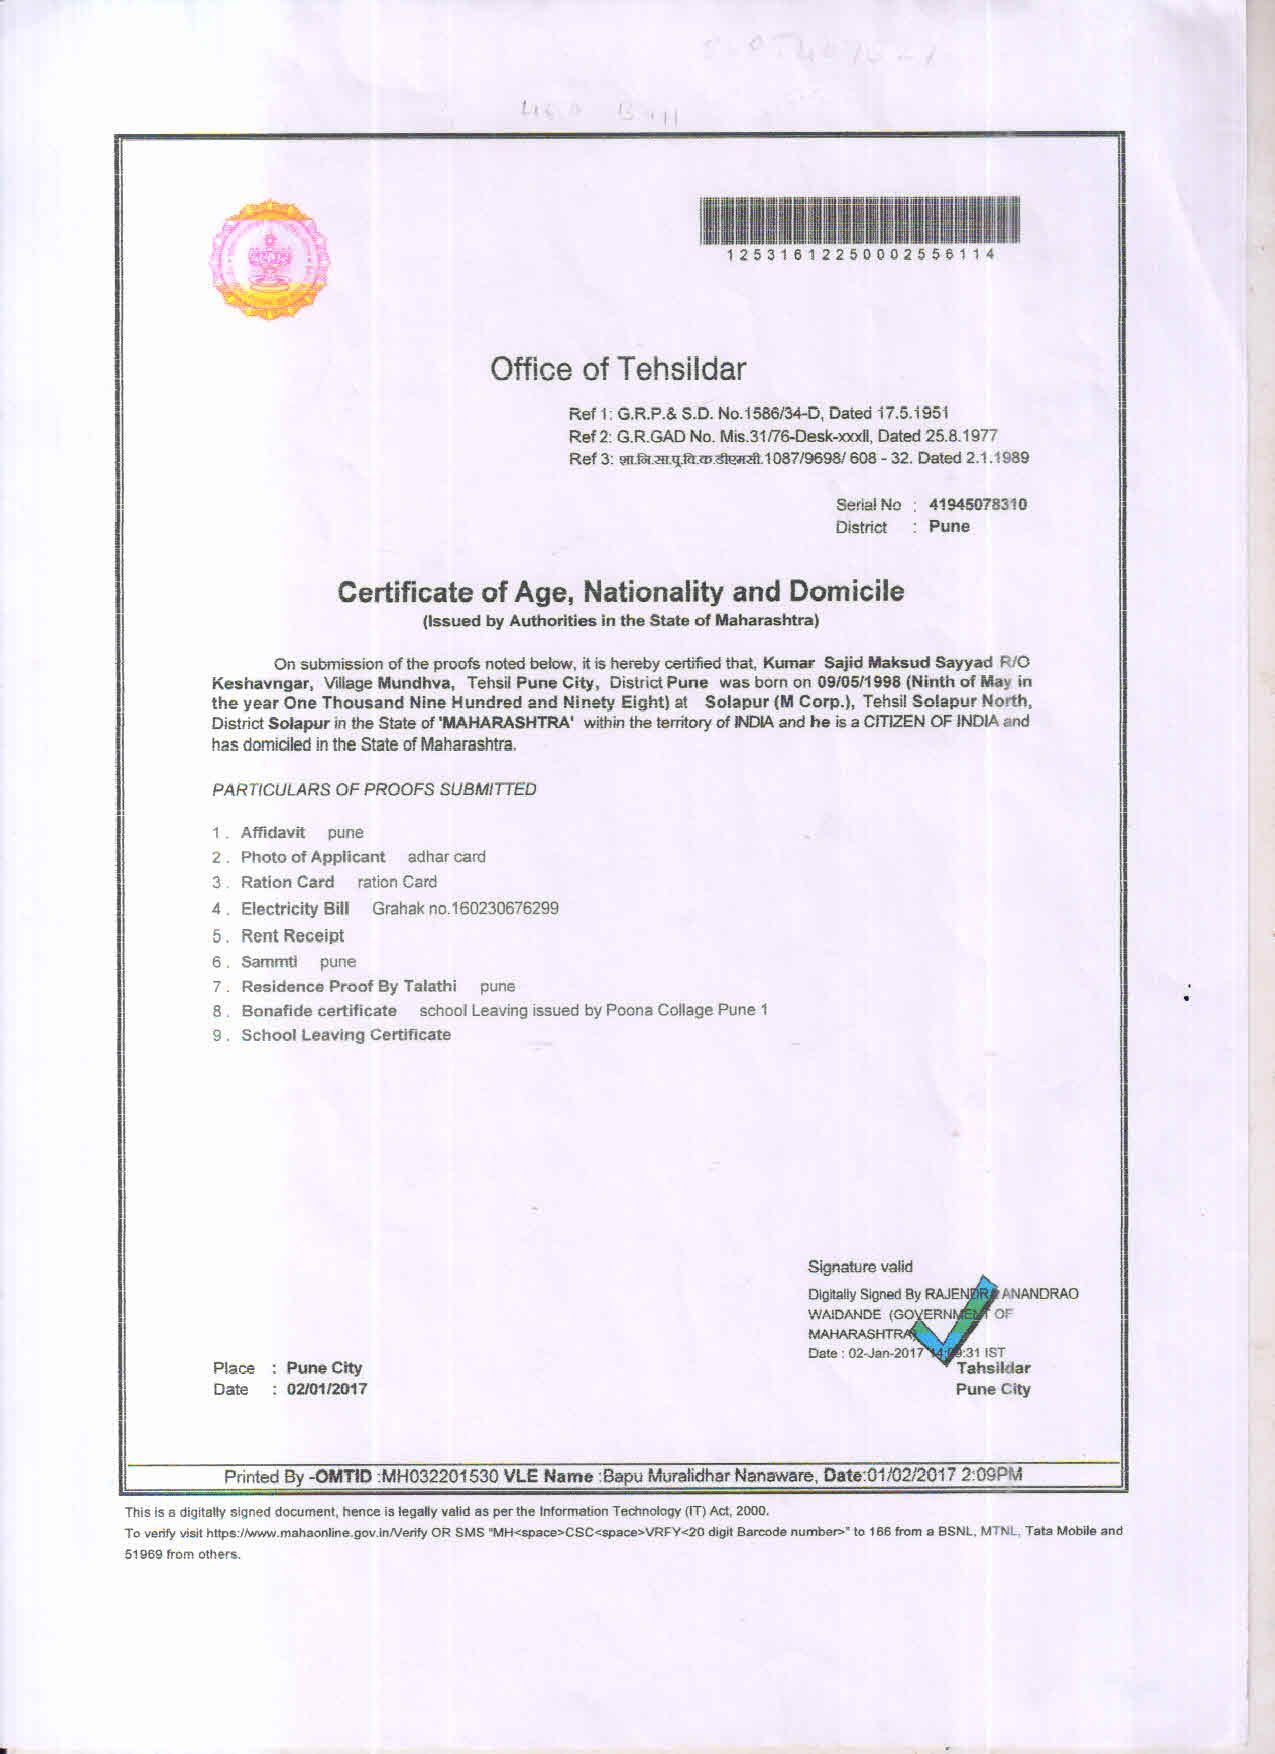 12531612250002556114
Office of Tehsildar
Ref 1: G.R.P.& S.D. No.1586/34-D, Dated 17.5.1951
Ref 2: G.R.GAD No. Mis.31/76-Desk-xxxII, Dated 25.8.1977
Ref 3: शा.नि.सा.पू.वि.क.डीएमसी.1087/9698/ 608 - 32. Dated 2.1.1989
Serial No : 41945078310
District : Pune
Certificate of Age, Nationality and Domicile
(Issued by Authorities in the State of Maharashtra)
On submission of the proofs noted below, it is hereby certified that, Kumar Sajid Maksud Sayyad R/O
Keshavngar, Village Mundhva, Tehsil Pune City, District Pune was born on 09/05/1998 (Ninth of May in
the year One Thousand Nine Hundred and Ninety Eight) at Solapur (M Corp.), Tehsil Solapur North,
District Solapur in the State of 'MAHARASHTRA' within the territory of INDIA and he is a CITIZEN OF INDIA and
has domiciled in the State of Maharashtra.
PARTICULARS OF PROOFS SUBMITTED
1 . Affidavit pune
2 . Photo of Applicant adhar card
3 . Ration Card ration Card
4 . Electricity Bill Grahak no.160230676299
5 . Rent Receipt
6 . Sammti pune
7 . Residence Proof By Talathi pune
8 . Bonafide certificate school Leaving issued by Poona Collage Pune 1
9 . School Leaving Certificate
Signature valid
Digitally Signed By RAJENDRA ANANDRAO
WAIDANDE (GOVERNMENT OF
MAHARASHTRA)
Date : 02-Jan-2017 :31 IST
Place : Pune City
Tahsildar
Date : 02/01/2017
Pune City
Printed By -OMTID :MH032201530 VLE Name :Bapu Muralidhar Nanaware, Date:01/02/2017 2:09PM
This is a digitally signed document, hence is legally valid as per the Information Technology (IT) Act, 2000.
To verify visit https://www.mahaonline.gov.in/Verify OR SMS "MH<space>CSC<space>VRFY<20 digit Barcode number>" to 166 from a BSNL, MTNL, Tata Mobile and
51969 from others.